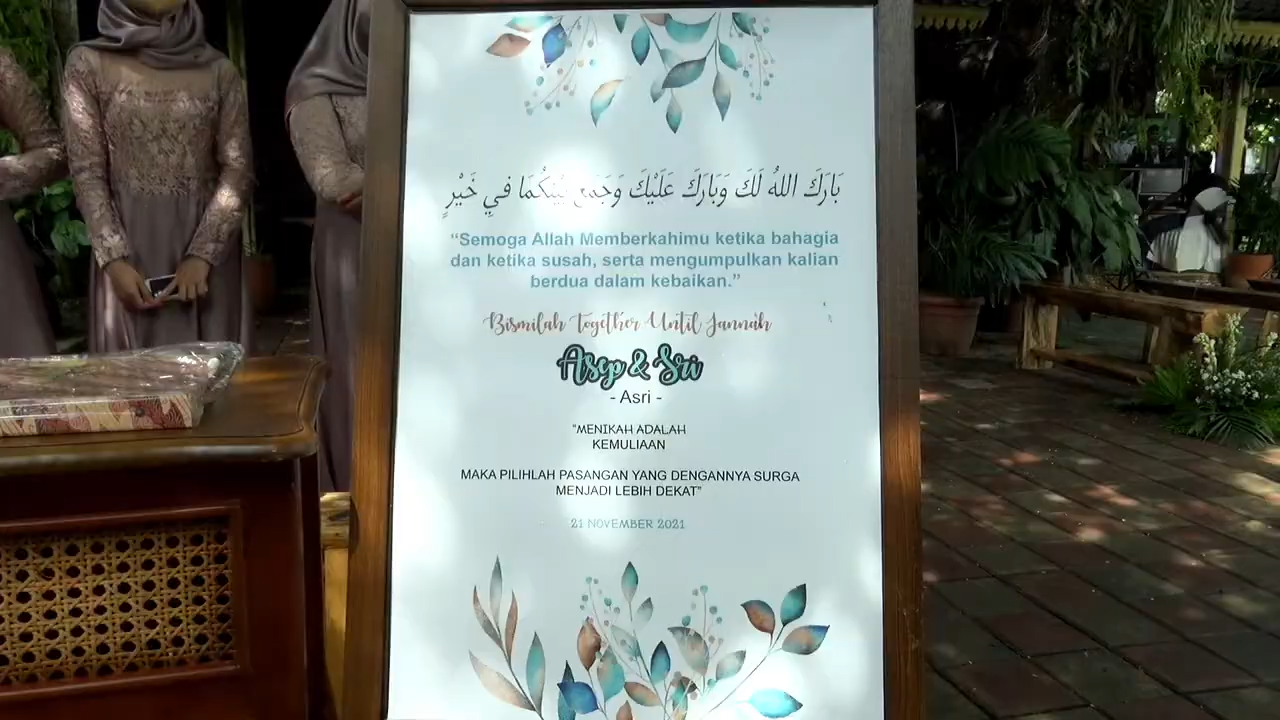 بَارَكَ اللهُ لَكَ وَبَارَكَ عَلَيْكَ وَجَمَعَ بَيْنَكُمَا فِي خَيْرٍ
“Semoga Allah Memberkahimu ketika bahagia
dan ketika susah, serta mengumpulkan kalian
berdua dalam kebaikan.”
Bismilah Together Until Jannah
Asep & Sri
- Asri -
"MENIKAH ADALAH
KEMULIAAN
MAKA PILIHLAH PASANGAN YANG DENGANNYA SURGA
MENJADI LEBIH DEKAT"
21 NOVEMBER 2021